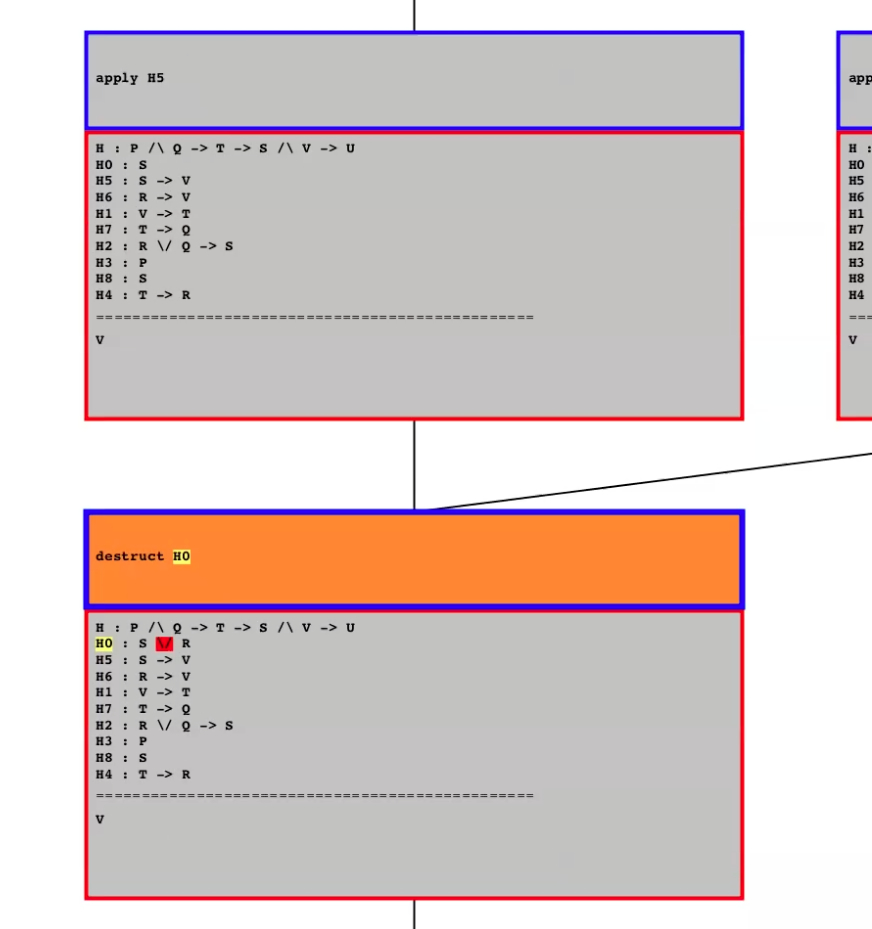 apply H5
H : P /\ Q -> T -> S /\ V -> U
H0 : S
H5 : S -> V
H6 : R -> V
H1 : V -> T
H7 : T -> Q
H2 : R \/ Q -> S
H3 : P
H8 : S
H4 : T -> R
================================================
V
app
H :
H0
H5
H6
H1
H7
H2
H3
H8
H4
===
V
destruct H0
H : P /\ Q -> T -> S /\ V -> U
H0 : S \/ R
H5 : S -> V
H6 : R -> V
H1 : V -> T
H7 : T -> Q
H2 : R \/ Q -> S
H3 : P
H8 : S
H4 : T -> R
================================================
V